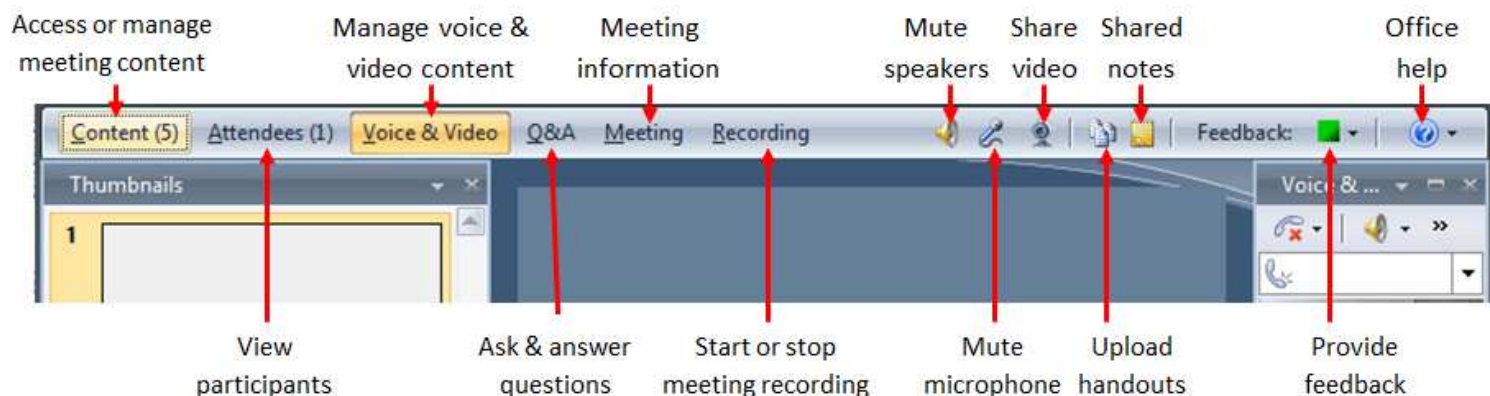 Access or manage
meeting content
Manage voice &
video content
Meeting
information
Mute
speakers
Share
video
Shared
notes
Office
help
Content (5) Attendees (1) Voice & Video Q&A Meeting Recording Feedback:
Thumbnails
Voice & ...
1
View
participants
Ask & answer
questions
Start or stop
meeting recording
Mute
microphone
Upload
handouts
Provide
feedback